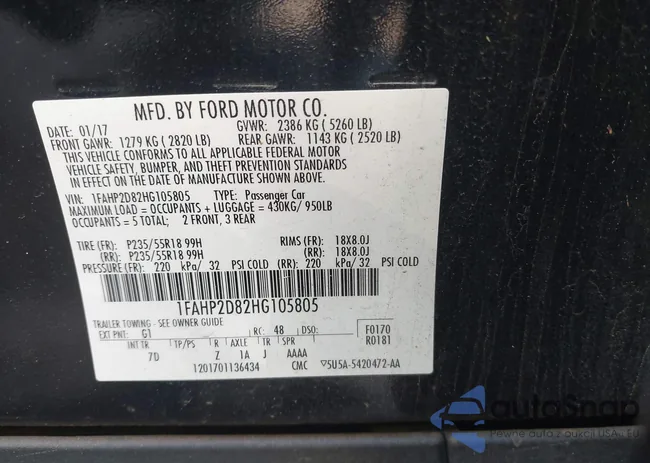 MFD. BY FORD MOTOR CO.
DATE: 01/17 GVWR: 2386 KG ( 5260 LB)
FRONT GAWR: 1279 KG ( 2820 LB) REAR GAWR: 1143 KG ( 2520 LB)
THIS VEHICLE CONFORMS TO ALL APPLICABLE FEDERAL MOTOR
VEHICLE SAFETY, BUMPER, AND THEFT PREVENTION STANDARDS
IN EFFECT ON THE DATE OF MANUFACTURE SHOWN ABOVE.
VIN: 1FAHP2D82HG105805 TYPE: Passenger Car
MAXIMUM LOAD = OCCUPANTS + LUGGAGE = 430KG/ 950LB
OCCUPANTS = 5 TOTAL; 2 FRONT, 3 REAR
TIRE (FR): P235/55R18 99H RIMS (FR): 18X8.0J
(RR): P235/55R18 99H (RR): 18X8.0J
PRESSURE (FR): 220 kPa/ 32 PSI COLD (RR): 220 kPa/ 32 PSI COLD
1FAHP2D82HG105805
TRAILER TOWING - SEE OWNER GUIDE
EXT PNT: G1 RC: 48 DSO: F0170
R0181
INT TR TP/PS R AXLE TR SPR
7D Z 1A J AAAA
1201701136434 CMC ▽5U5A-5420472-AA
autoSnap
Pewne auta z aukcji USA i EU